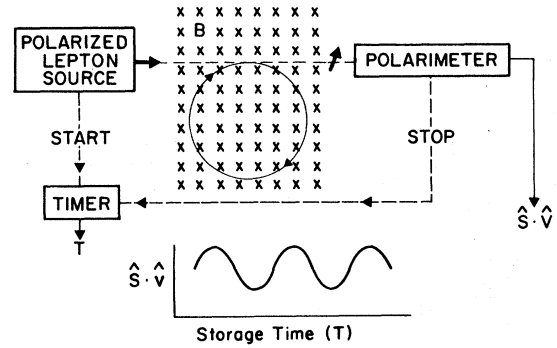 POLARIZED
LEPTON
SOURCE
x x x x x x x x
x B x x x x x x
x x x x x x x x
x x x x x x x x
x x x x x x x x
x x x x x x x x
x x x x x x x x
x x x x x x x x
x x x x x x x x
x x x x x x x x
POLARIMETER
START
STOP
TIMER
T
Ŝ·V̂
Ŝ·V̂
Storage Time (T)